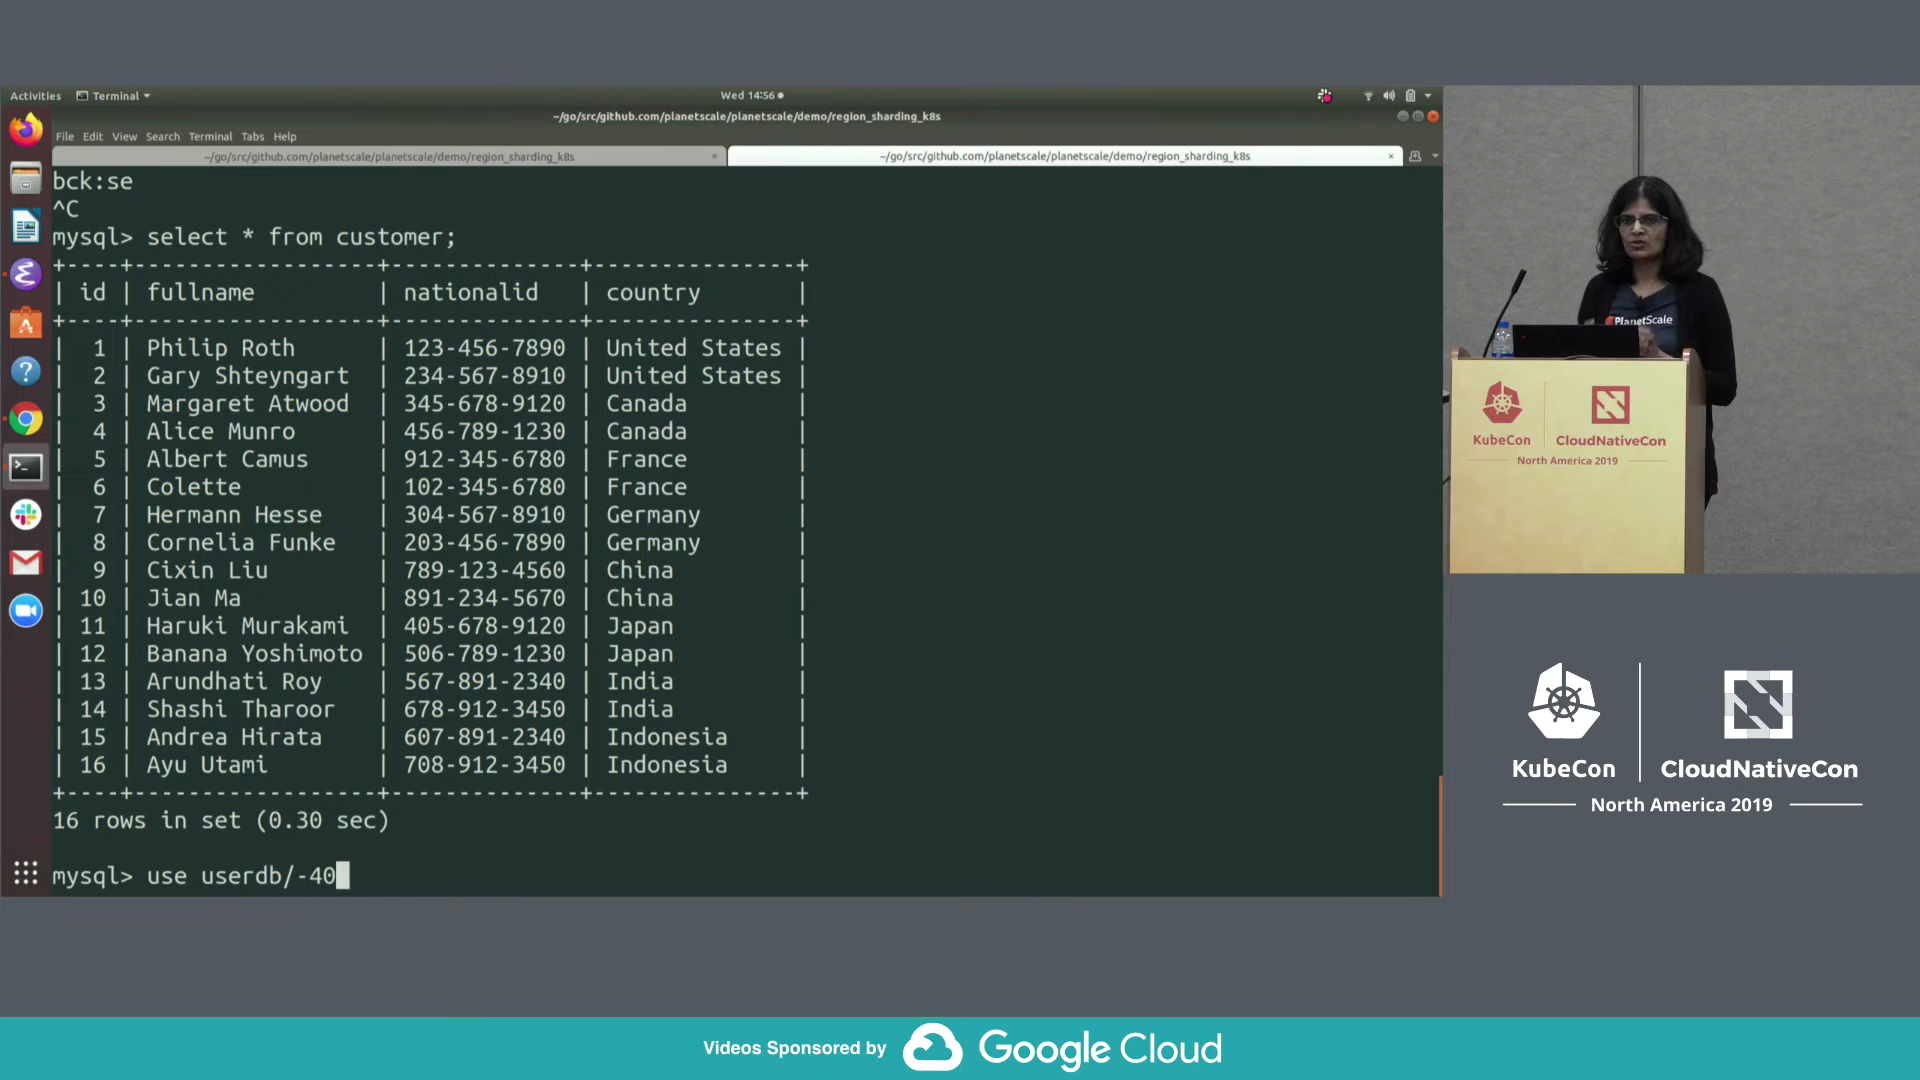 Activities Terminal Wed 14:56
~/go/src/github.com/planetscale/planetscale/demo/region_sharding_k8s
File Edit View Search Terminal Tabs Help
~/go/src/github.com/planetscale/planetscale/demo/region_sharding_k8s × ~/go/src/github.com/planetscale/planetscale/demo/region_sharding_k8s ×
bck:se
^C
mysql> select * from customer;
+----+-----------------+--------------+---------------+
| id | fullname | nationalid | country |
+----+-----------------+--------------+---------------+
| 1 | Philip Roth | 123-456-7890 | United States |
| 2 | Gary Shteyngart | 234-567-8910 | United States |
| 3 | Margaret Atwood | 345-678-9120 | Canada |
| 4 | Alice Munro | 456-789-1230 | Canada |
| 5 | Albert Camus | 912-345-6780 | France |
| 6 | Colette | 102-345-6780 | France |
| 7 | Hermann Hesse | 304-567-8910 | Germany |
| 8 | Cornelia Funke | 203-456-7890 | Germany |
| 9 | Cixin Liu | 789-123-4560 | China |
| 10 | Jian Ma | 891-234-5670 | China |
| 11 | Haruki Murakami | 405-678-9120 | Japan |
| 12 | Banana Yoshimoto | 506-789-1230 | Japan |
| 13 | Arundhati Roy | 567-891-2340 | India |
| 14 | Shashi Tharoor | 678-912-3450 | India |
| 15 | Andrea Hirata | 607-891-2340 | Indonesia |
| 16 | Ayu Utami | 708-912-3450 | Indonesia |
+----+-----------------+--------------+---------------+
16 rows in set (0.30 sec)
mysql> use userdb/-40
PlanetScale
KubeCon CloudNativeCon
North America 2019
KubeCon CloudNativeCon
North America 2019
Videos Sponsored by Google Cloud